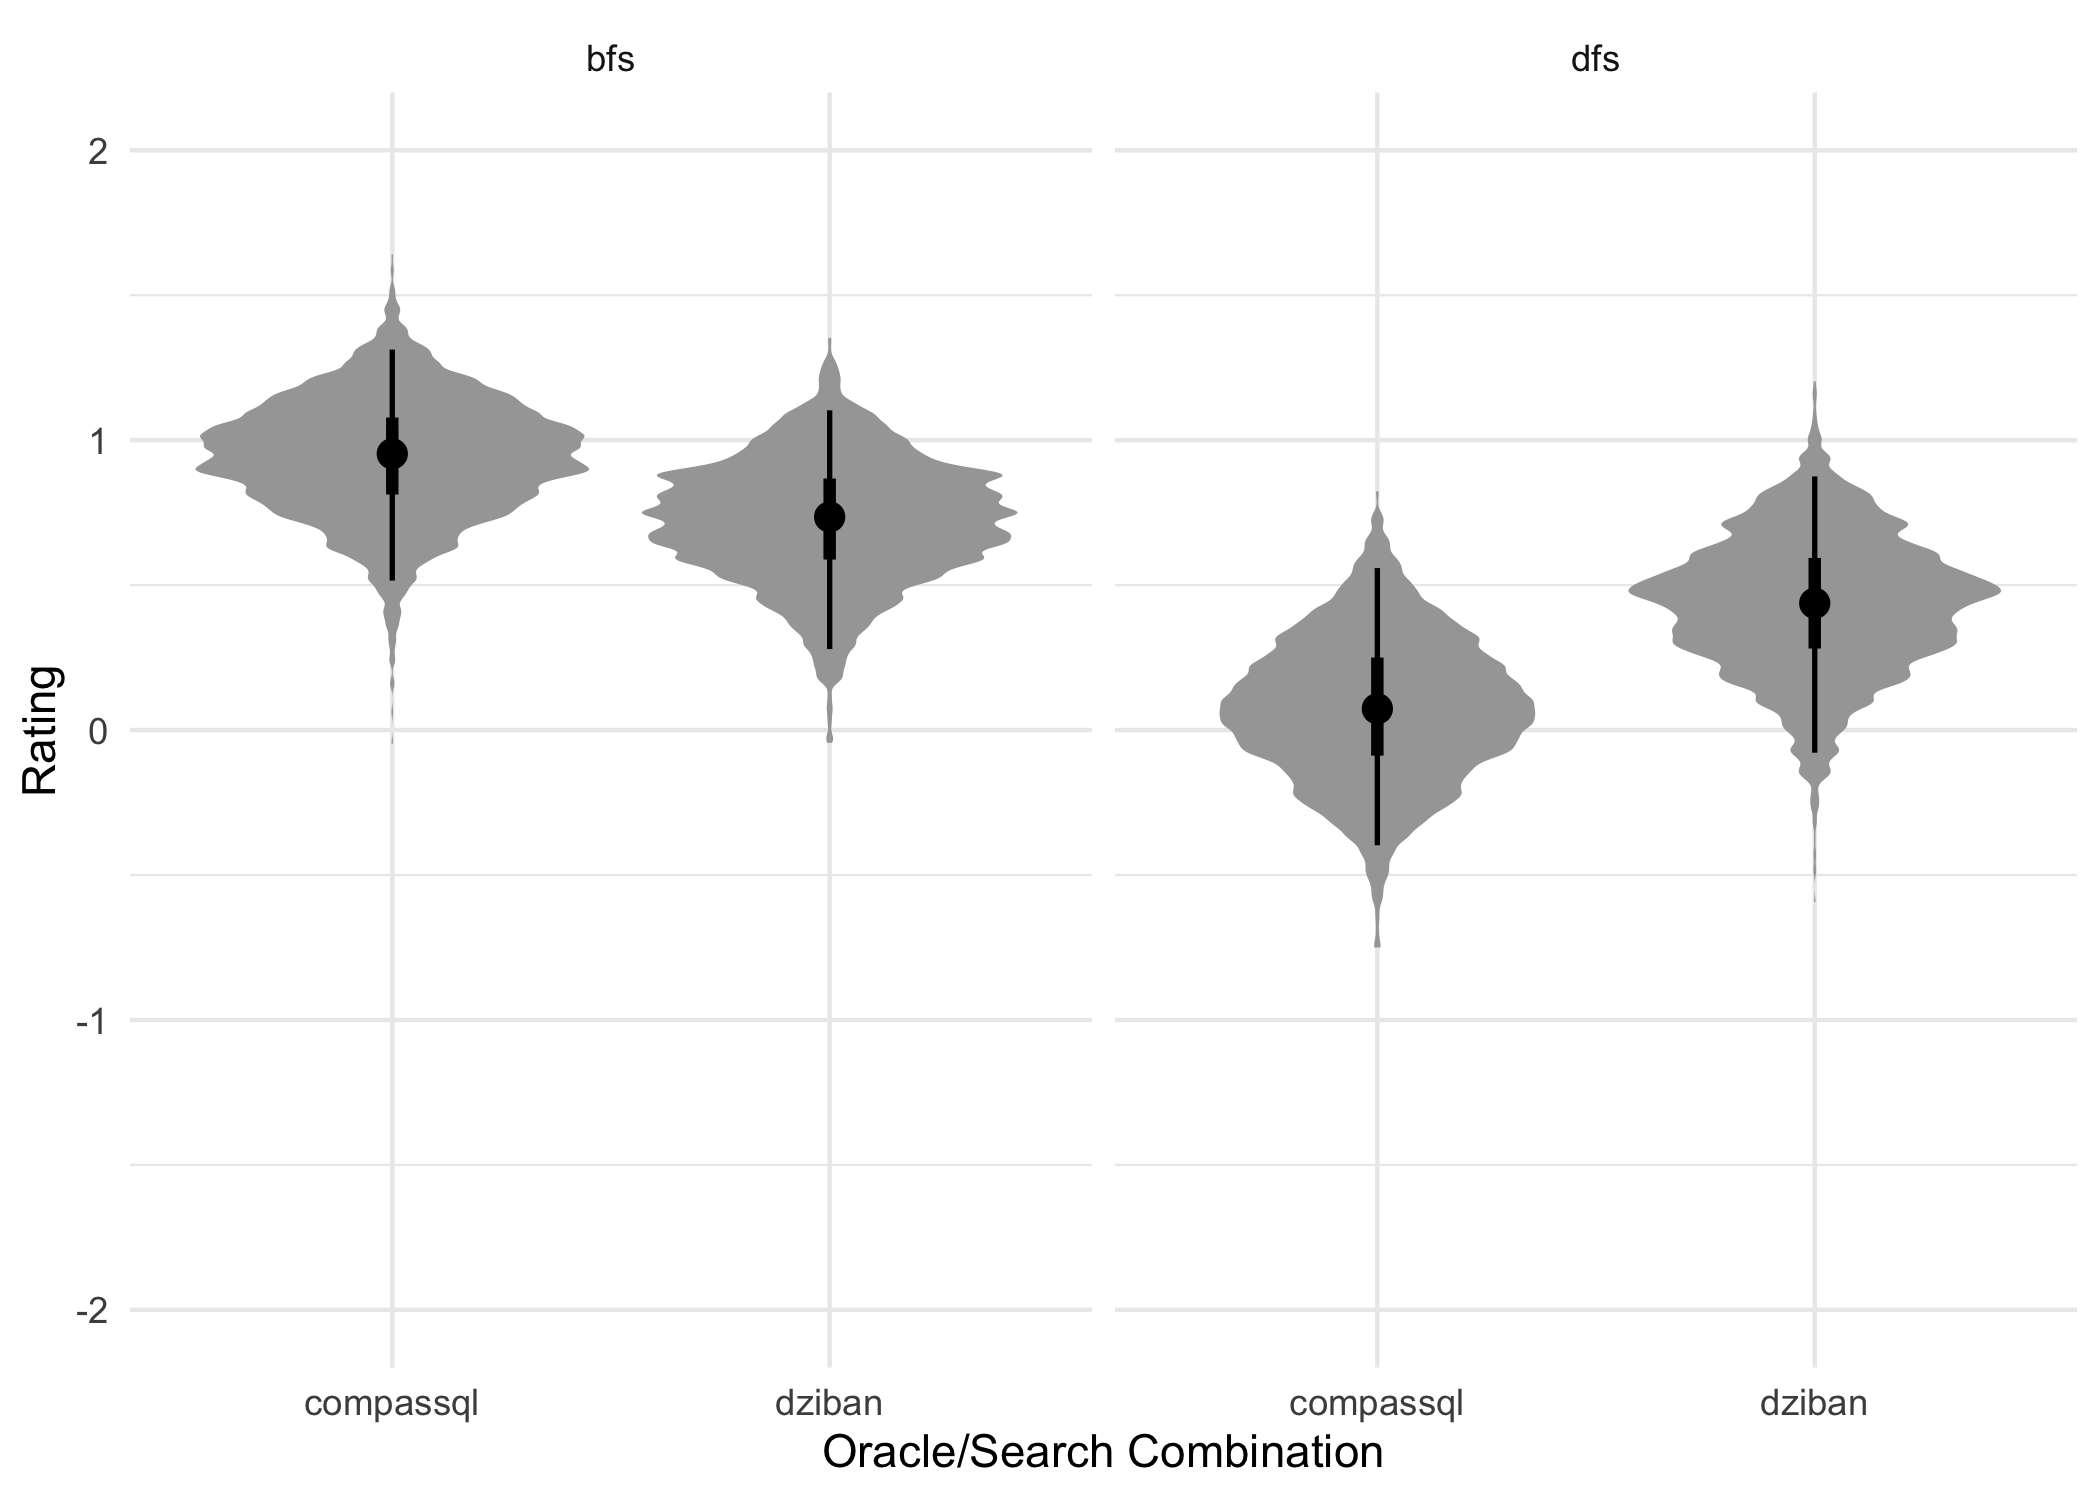 bfs
dfs
2
1
0
-1
-2
Rating
compassql
dziban
compassql
dziban
Oracle/Search Combination